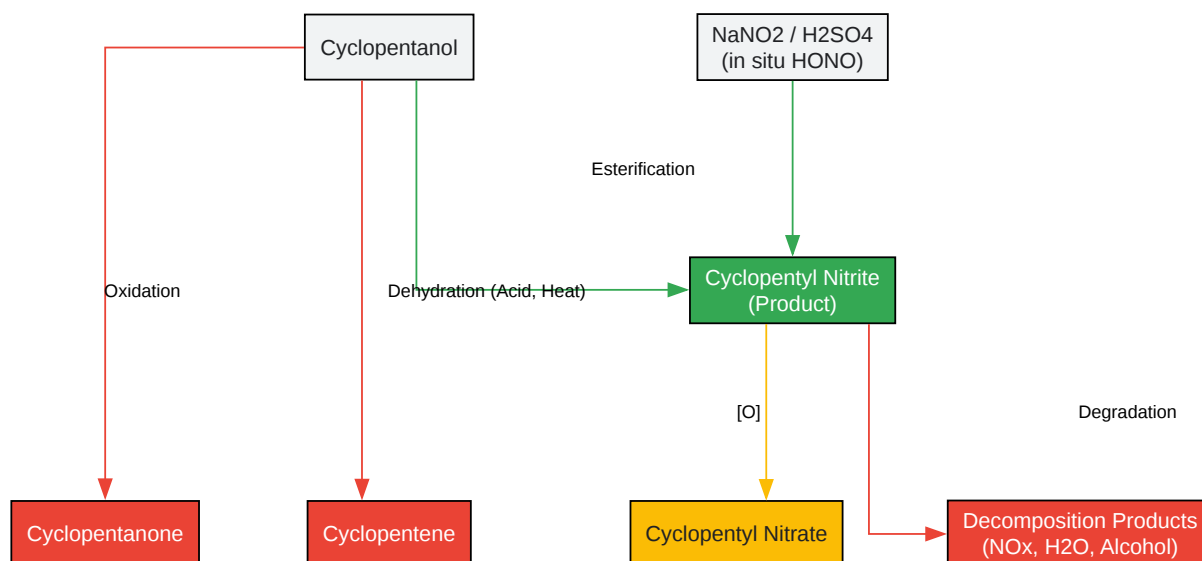 Cyclopentanol
NaNO2 / H2SO4
(in situ HONO)
Esterification
Oxidation
Dehydration (Acid, Heat)
Cyclopentyl Nitrite
(Product)
[O]
Degradation
Cyclopentanone
Cyclopentene
Cyclopentyl Nitrate
Decomposition Products
(NOx, H2O, Alcohol)